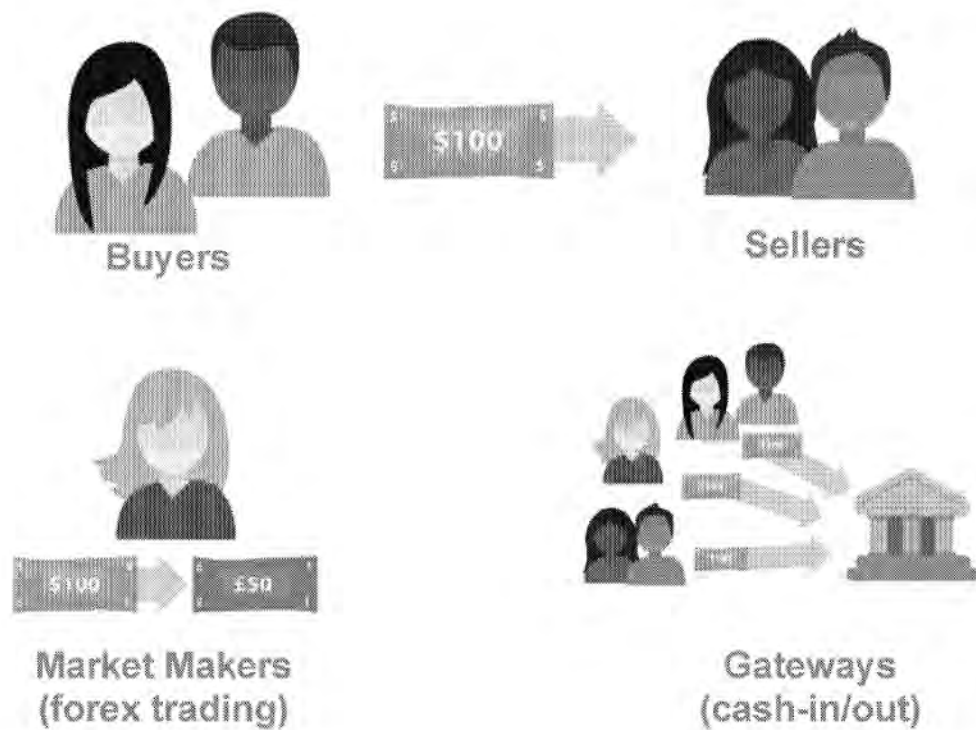 $100
Buyers
Sellers
$100
£50
Market Makers
(forex trading)
Gateways
(cash-in/out)